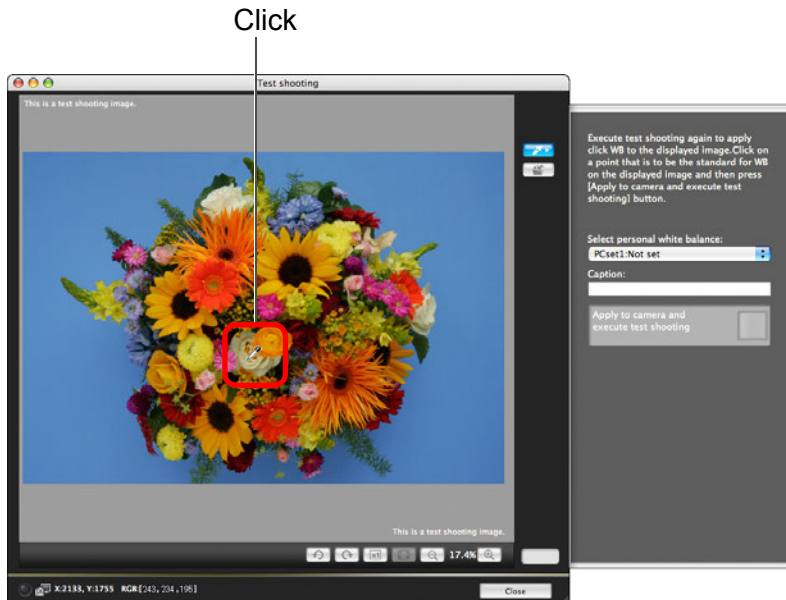 Click
Test shooting
This is a test shooting image.
Execute test shooting again to apply
click WB to the displayed image.Click on
a point that is to be the standard for WB
on the displayed image and then press
[Apply to camera and execute test
shooting] button.
Select personal white balance:
PCset1:Not set
Caption:
Apply to camera and
execute test shooting
This is a test shooting image.
17.4%
X:2133, Y:1755 RGB:[243, 234, 195]
Close